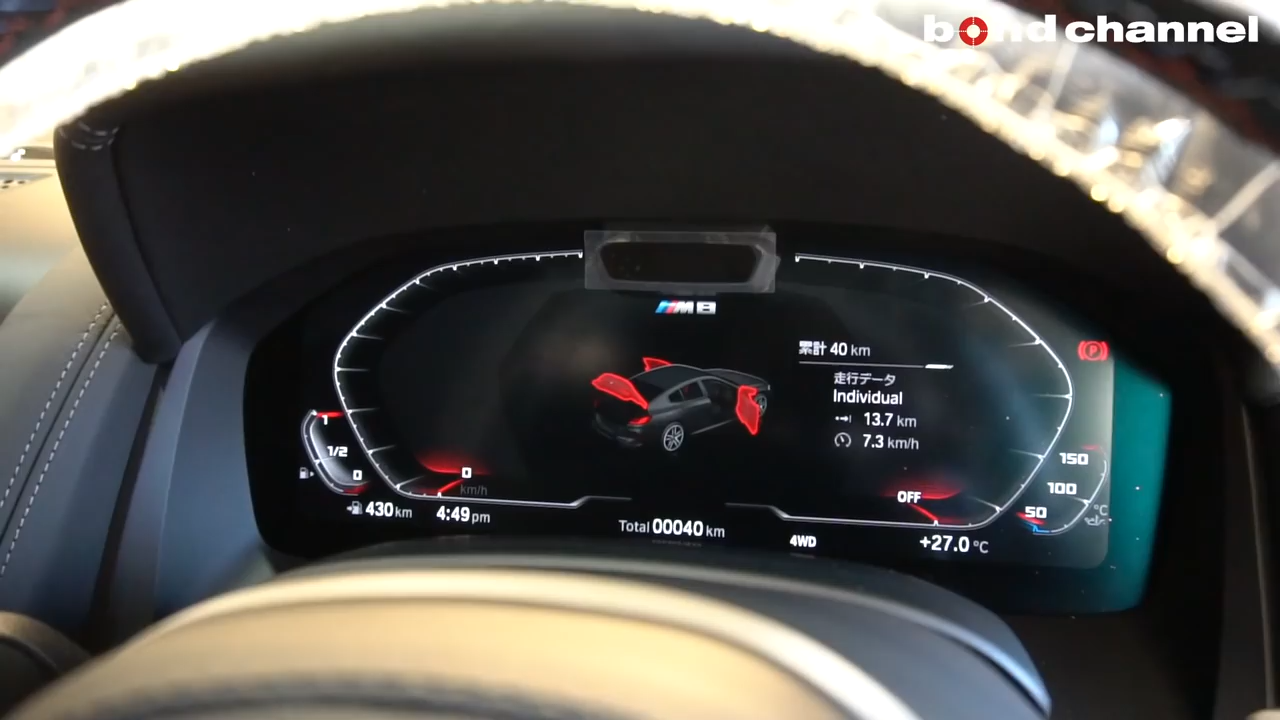 bond channel
M8
累計 40 km
走行データ
Individual
13.7 km
7.3 km/h
P
1
1/2
0
0
km/h
OFF
150
100
50
°C
430 km
4:49 pm
Total 00040 km
4WD
+27.0 °C